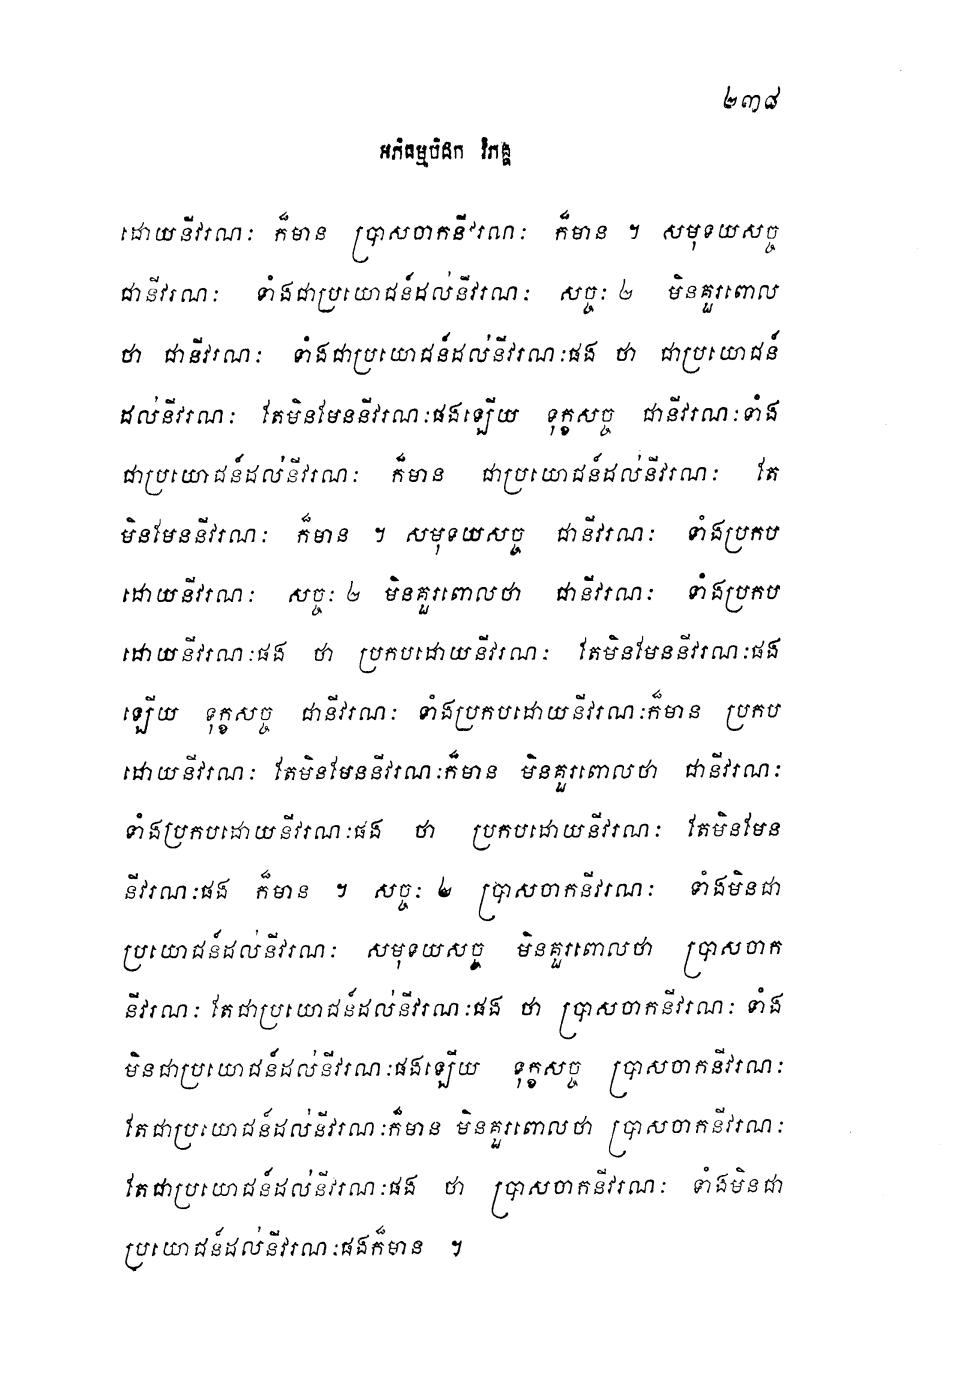 ២៣៨
អភិធម្មបិដក វិភង្គ
ដោយនីវរណៈ ក៏មាន ប្រាសចាកនីវរណៈ ក៏មាន ។ សមុទយសច្ច
ជានីវរណៈ ទាំងជាប្រយោជន៍ដល់នីវរណៈ សច្ចៈ ២ មិនគួរពោល
ថា ជានីវរណៈ ទាំងជាប្រយោជន៍ដល់នីវរណៈផង ថា ជាប្រយោជន៍
ដល់នីវរណៈ តែមិនមែននីវរណៈផងឡើយ ទុក្ខសច្ច ជានីវរណៈទាំង
ជាប្រយោជន៍ដល់នីវរណៈ ក៏មាន ជាប្រយោជន៍ដល់នីវរណៈ តែ
មិនមែននីវរណៈ ក៏មាន ។ សមុទយសច្ច ជានីវរណៈ ទាំងប្រកប
ដោយនីវរណៈ សច្ចៈ ២ មិនគួរពោលថា ជានីវរណៈ ទាំងប្រកប
ដោយនីវរណៈផង ថា ប្រកបដោយនីវរណៈ តែមិនមែននីវរណៈផង
ឡើយ ទុក្ខសច្ច ជានីវរណៈ ទាំងប្រកបដោយនីវរណៈក៏មាន ប្រកប
ដោយនីវរណៈ តែមិនមែននីវរណៈក៏មាន មិនគួរពោលថា ជានីវរណៈ
ទាំងប្រកបដោយនីវរណៈផង ថា ប្រកបដោយនីវរណៈ តែមិនមែន
នីវរណៈផង ក៏មាន ។ សច្ចៈ ២ ប្រាសចាកនីវរណៈ ទាំងមិនជា
ប្រយោជន៍ដល់នីវរណៈ សមុទយសច្ច មិនគួរពោលថា ប្រាសចាក
នីវរណៈ តែជាប្រយោជន៍ដល់នីវរណៈផង ថា ប្រាសចាកនីវរណៈ ទាំង
មិនជាប្រយោជន៍ដល់នីវរណៈផងឡើយ ទុក្ខសច្ច ប្រាសចាកនីវរណៈ
តែជាប្រយោជន៍ដល់នីវរណៈក៏មាន មិនគួរពោលថា ប្រាសចាកនីវរណៈ
តែជាប្រយោជន៍ដល់នីវរណៈផង ថា ប្រាសចាកនីវរណៈ ទាំងមិនជា
ប្រយោជន៍ដល់នីវរណៈផងក៏មាន ។